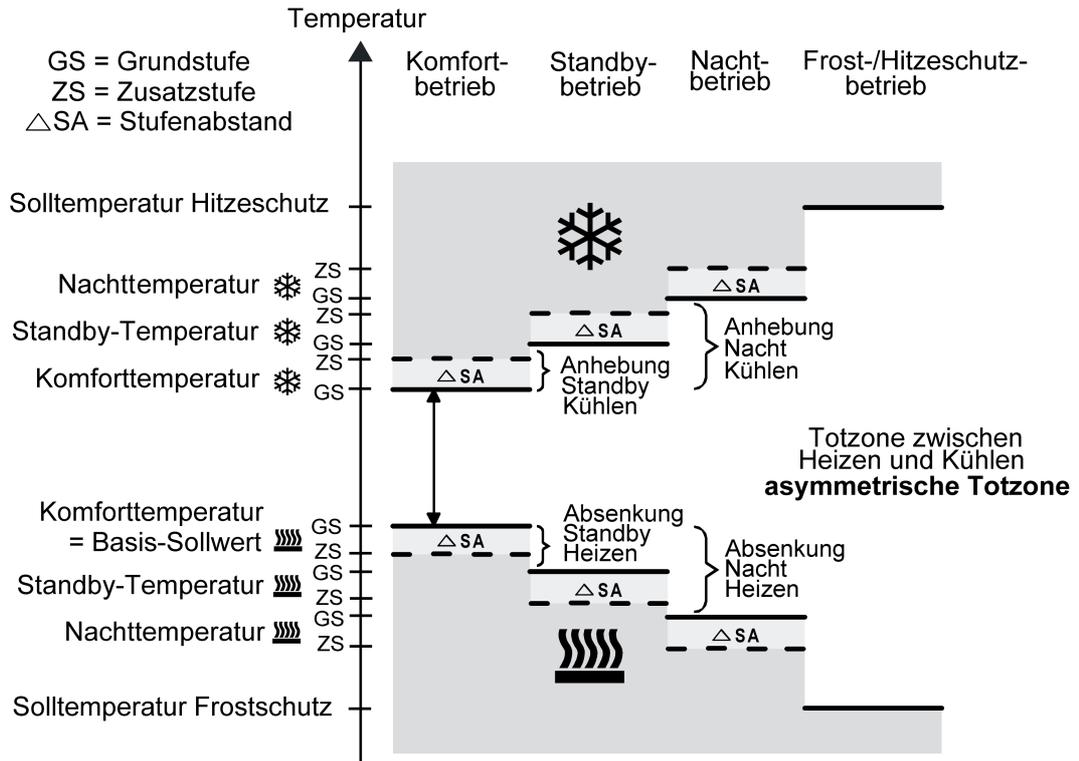 Temperatur
GS = Grundstufe
ZS = Zusatzstufe
△SA = Stufenabstand
Komfort-
betrieb
Standby-
betrieb
Nacht-
betrieb
Frost-/Hitzeschutz-
betrieb
Solltemperatur Hitzeschutz
Nachttemperatur
ZS
GS
△SA
Standby-Temperatur
ZS
GS
△SA
Komforttemperatur
ZS
GS
△SA
Anhebung
Standby
Kühlen
Anhebung
Nacht
Kühlen
Totzone zwischen
Heizen und Kühlen
asymmetrische Totzone
Komforttemperatur
= Basis-Sollwert
GS
ZS
△SA
Absenkung
Standby
Heizen
Absenkung
Nacht
Heizen
Standby-Temperatur
GS
ZS
△SA
Nachttemperatur
GS
ZS
△SA
Solltemperatur Frostschutz